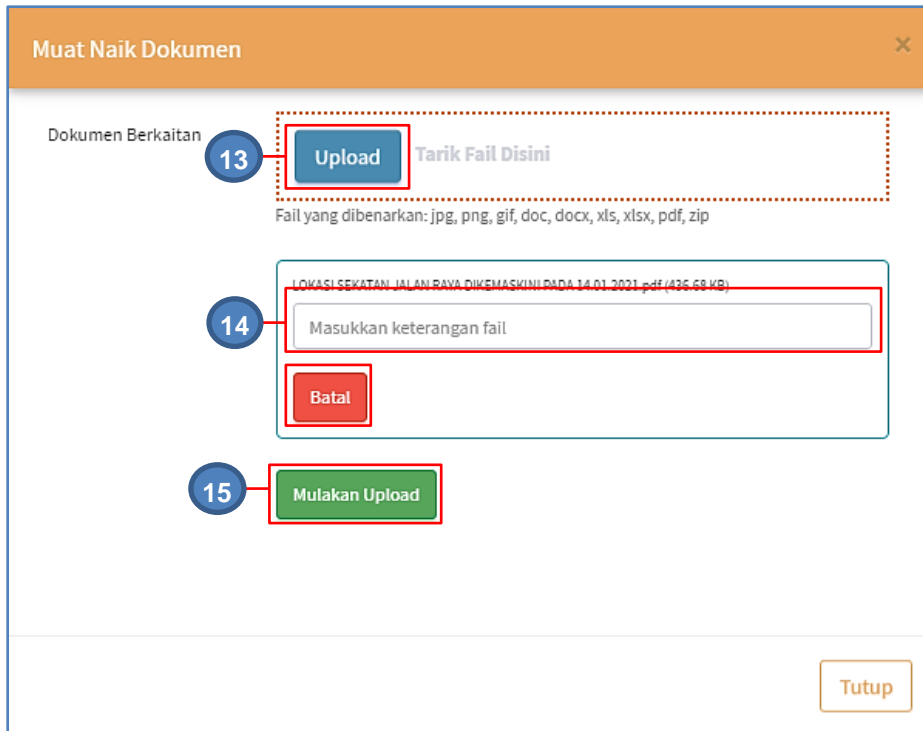 Muat Naik Dokumen
×
Dokumen Berkaitan
13
Upload
Tarik Fail Disini
Fail yang dibenarkan: jpg, png, gif, doc, docx, xls, xlsx, pdf, zip
LOKASI SEKATAN JALAN RAYA DIKEMASKINI PADA 14.01.2021.pdf (436.68 KB)
14
Masukkan keterangan fail
Batal
15
Mulakan Upload
Tutup